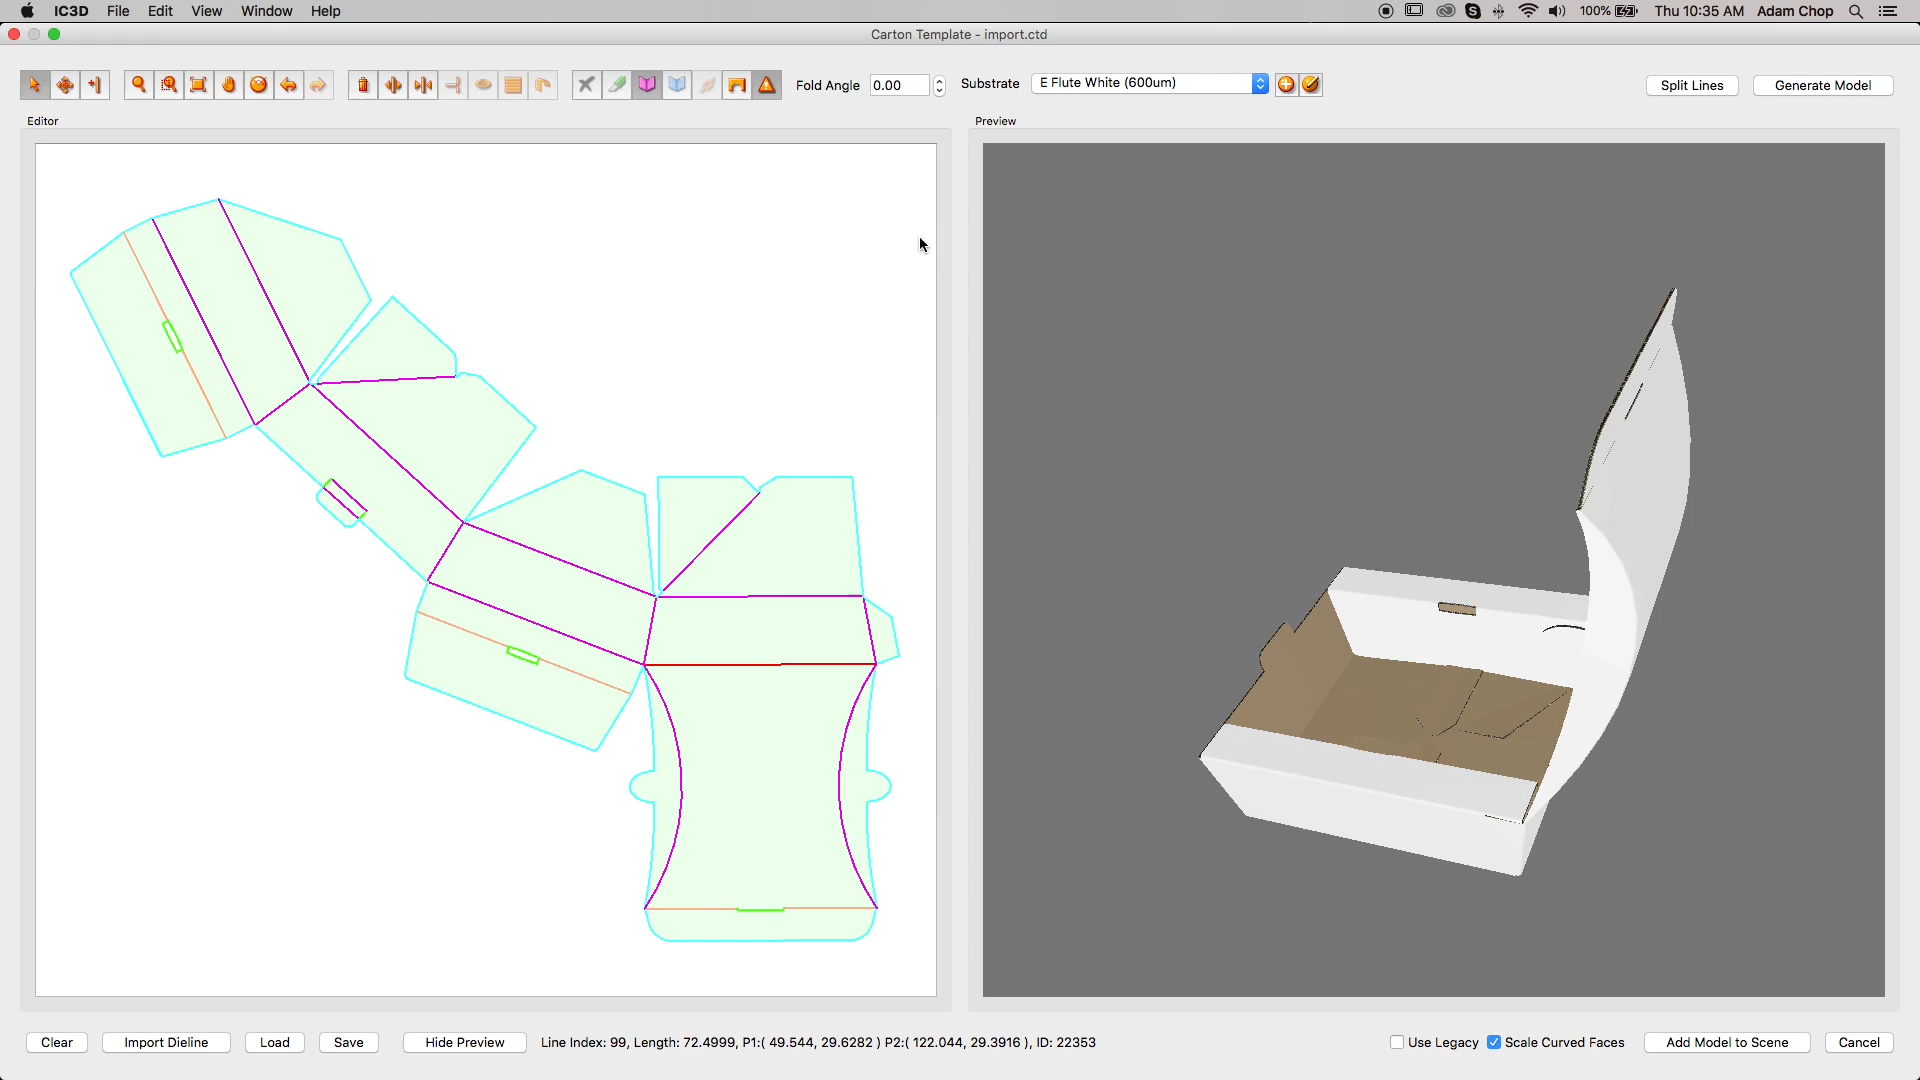 IC3D File Edit View Window Help 100% Thu 10:35 AM Adam Chop
Carton Template - import.ctd
Fold Angle 0.00 Substrate E Flute White (600um) Split Lines Generate Model
Editor Preview
Clear Import Dieline Load Save Hide Preview Line Index: 99, Length: 72.4999, P1:( 49.544, 29.6282 ) P2:( 122.044, 29.3916 ), ID: 22353 Use Legacy Scale Curved Faces Add Model to Scene Cancel